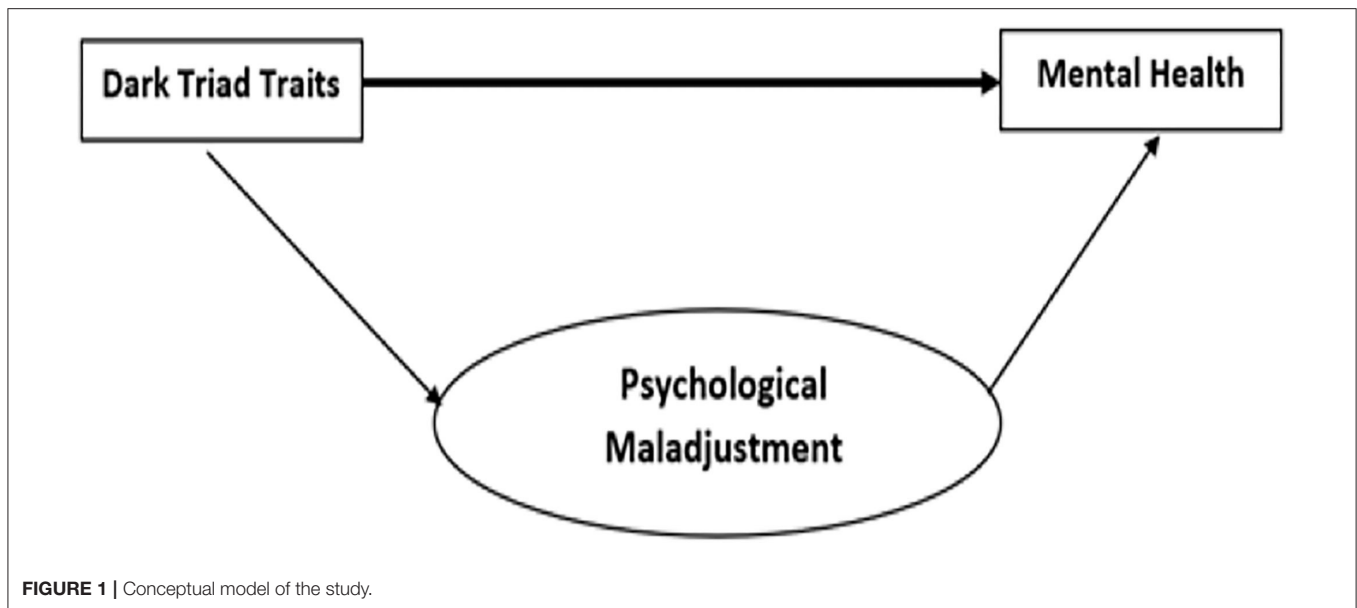 Dark Triad Traits
Mental Health
Psychological
Maladjustment
FIGURE 1 | Conceptual model of the study.